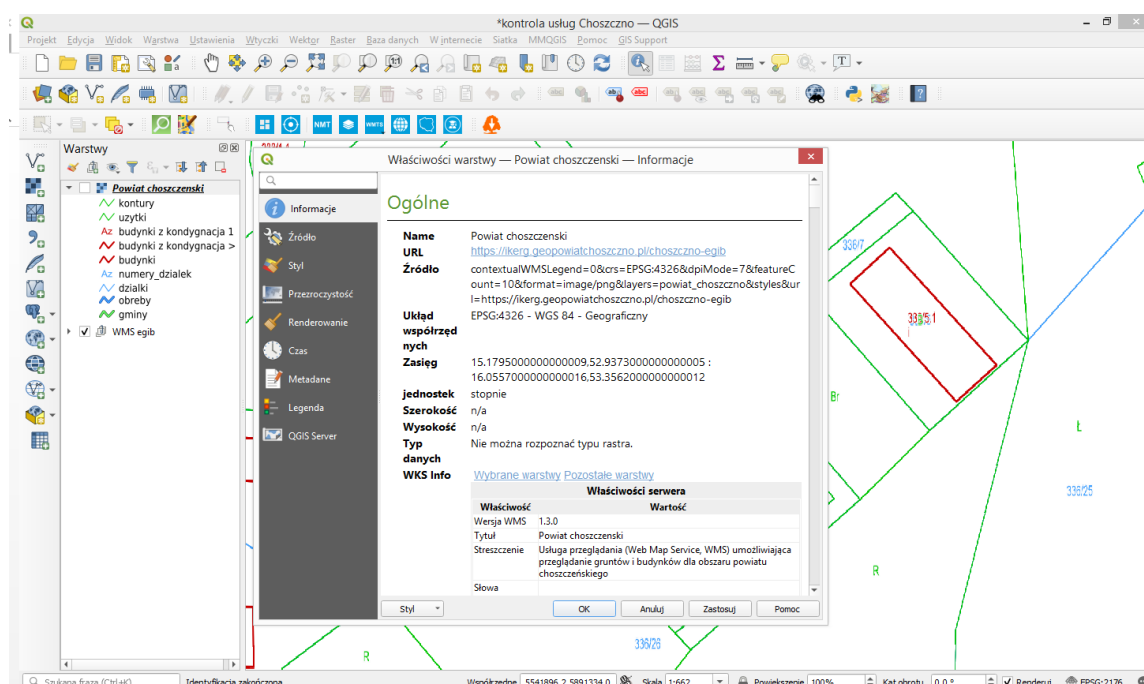 *kontrola usług Choszczno — QGIS
Projekt Edycja Widok Warstwa Ustawienia Wtyczki Wektor Raster Baza danych W internecie Siatka MMQGIS Pomoc GIS Support
Warstwy
Powiat choszczenski
kontury
uzytki
budynki z kondygnacja 1
budynki z kondygnacja >
budynki
numery_dzialek
dzialki
obreby
gminy
WMS egib
Właściwości warstwy — Powiat choszczenski — Informacje
Informacje
Źródło
Styl
Przezroczystość
Renderowanie
Czas
Metadane
Legenda
QGIS Server
Ogólne
Name Powiat choszczenski
URL https://ikerg.geopowiatchoszczno.pl/choszczno-egib
Źródło contextualWMSLegend=0&crs=EPSG:4326&dpiMode=7&featureC
ount=10&format=image/png&layers=powiat_choszczno&styles&ur
l=https://ikerg.geopowiatchoszczno.pl/choszczno-egib
Układ EPSG:4326 - WGS 84 - Geograficzny
współrzęd
nych
Zasięg 15.1795000000000009,52.9373000000000005 :
16.0557000000000016,53.3562000000000012
jednostek stopnie
Szerokość n/a
Wysokość n/a
Typ Nie można rozpoznać typu rastra.
danych
WKS Info Wybrane warstwy Pozostałe warstwy
Właściwości serwera
Właściwość Wartość
Wersja WMS 1.3.0
Tytuł Powiat choszczenski
Streszczenie Usługa przeglądania (Web Map Service, WMS) umożliwiająca
przeglądanie gruntów i budynków dla obszaru powiatu
choszczeńskiego
Słowa
Styl OK Anuluj Zastosuj Pomoc
336/7
Br
Ł
336/25
R
336/26
R
Szukana fraza (Ctrl+K) Identyfikacja zakończona Współrzędne 5541896.2,5891334.0 Skala 1:662 Powiększenie 100% Kąt obrotu 0,0 ° Renderuj EPSG:2176